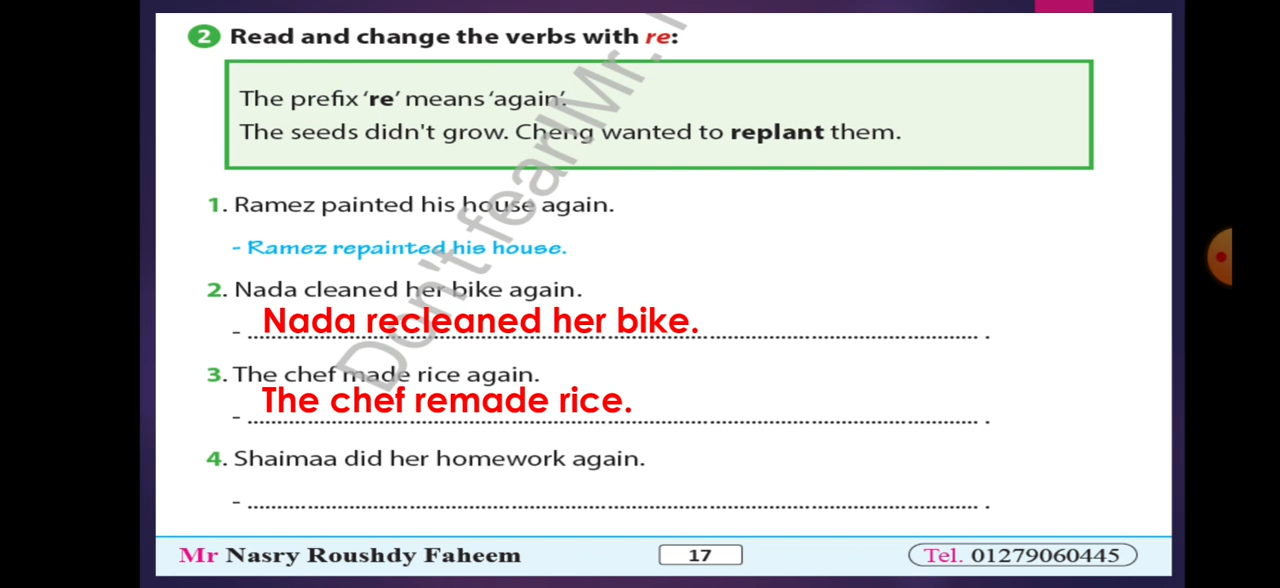 2 Read and change the verbs with re:
The prefix ‘re’ means ‘again’.
The seeds didn't grow. Cheng wanted to replant them.
1. Ramez painted his house again.
- Ramez repainted his house.
2. Nada cleaned her bike again.
- Nada recleaned her bike. .
3. The chef made rice again.
- The chef remade rice. .
4. Shaimaa did her homework again.
- .
Don't fear!Mr.
Mr Nasry Roushdy Faheem 17 Tel. 01279060445